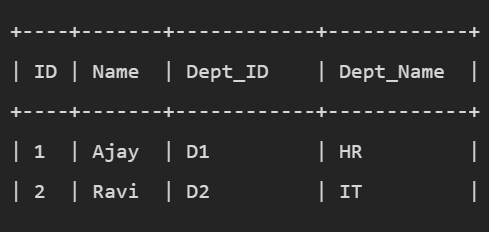 +----+-------+------------+------------+
| ID | Name  | Dept_ID    | Dept_Name  |
+----+-------+------------+------------+
| 1  | Ajay  | D1         | HR         |
| 2  | Ravi  | D2         | IT         |